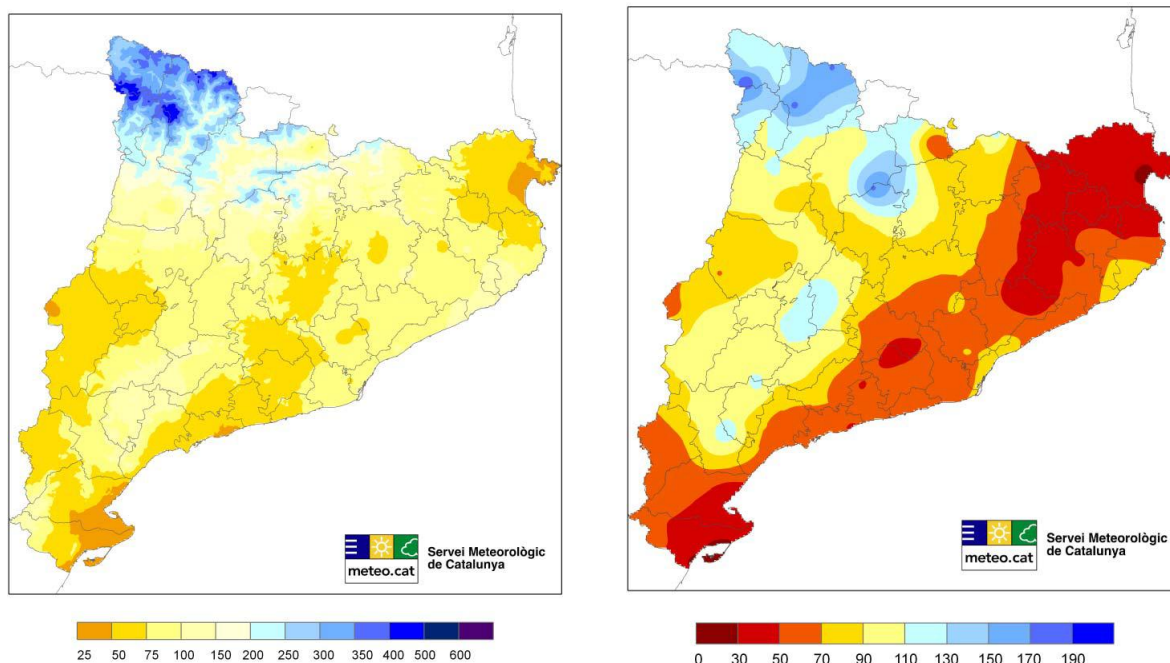 meteo.cat
Servei Meteorològic
de Catalunya
25 50 75 100 150 200 250 300 350 400 500 600
meteo.cat
Servei Meteorològic
de Catalunya
0 30 50 70 90 110 130 150 170 190